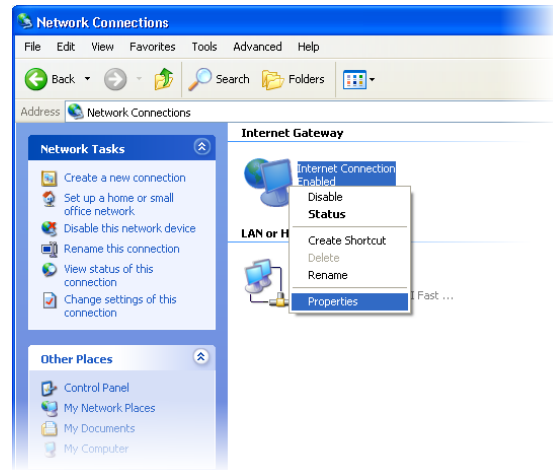 Network Connections
File Edit View Favorites Tools Advanced Help
Back Search Folders
Address Network Connections
Network Tasks
Create a new connection
Set up a home or small
office network
Disable this network device
Rename this connection
View status of this
connection
Change settings of this
connection
Other Places
Control Panel
My Network Places
My Documents
My Computer
Internet Gateway
Internet Connection
Enabled
Disable
Status
Create Shortcut
Delete
Rename
Properties
LAN or H
I Fast ...